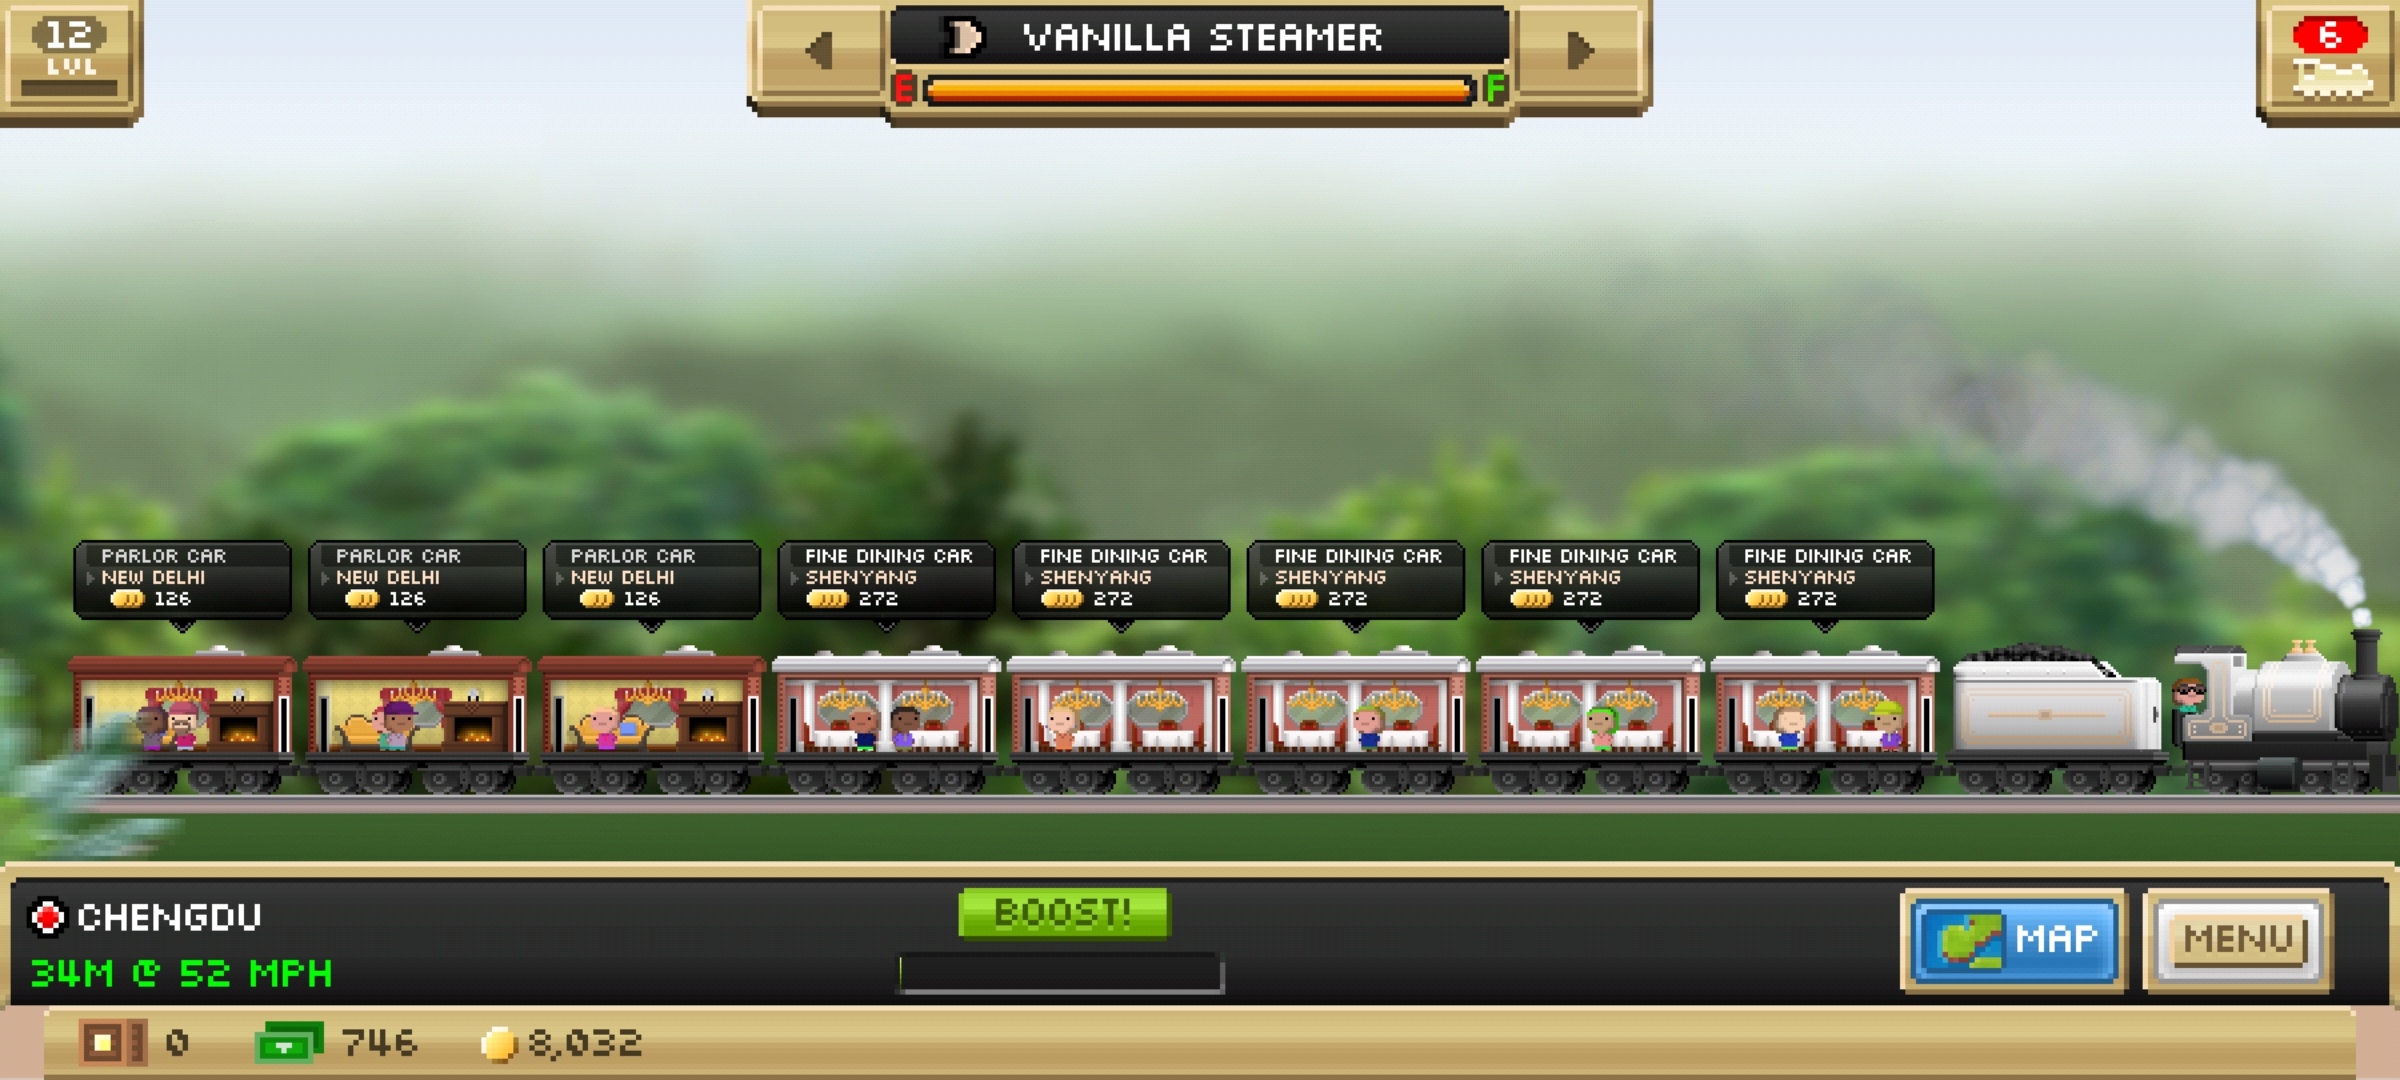 12
LVL
VANILLA STEAMER
E F
6
PARLOR CAR
NEW DELHI
126
PARLOR CAR
NEW DELHI
126
PARLOR CAR
NEW DELHI
126
FINE DINING CAR
SHENYANG
272
FINE DINING CAR
SHENYANG
272
FINE DINING CAR
SHENYANG
272
FINE DINING CAR
SHENYANG
272
FINE DINING CAR
SHENYANG
272
CHENGDU
34M @ 52 MPH
BOOST!
MAP
MENU
0
746
8,032